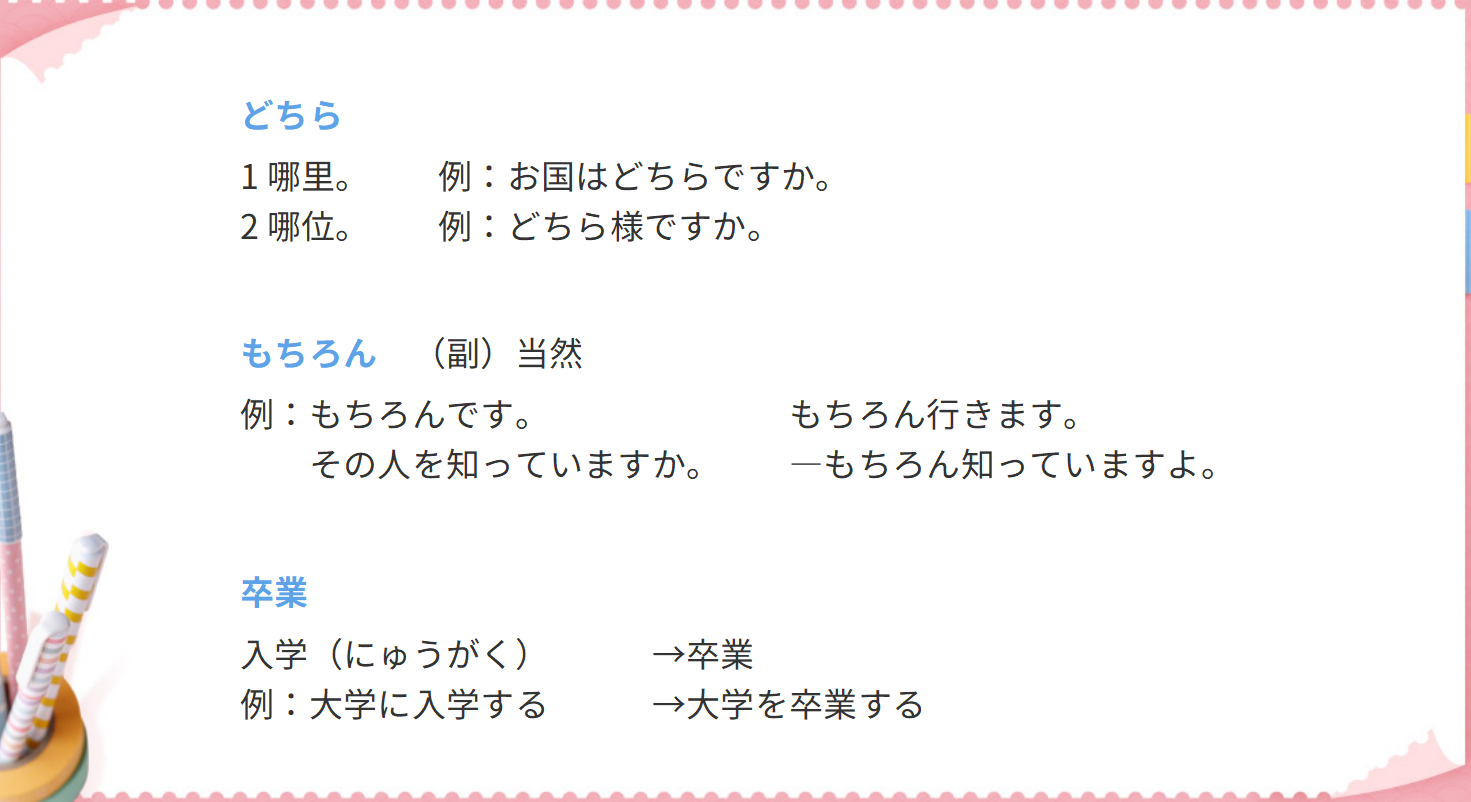 どちら
1 哪里。 例：お国はどちらですか。
2 哪位。 例：どちら様ですか。
もちろん （副）当然
例：もちろんです。 もちろん行きます。
その人を知っていますか。 —もちろん知っていますよ。
卒業
入学（にゅうがく） →卒業
例：大学に入学する →大学を卒業する